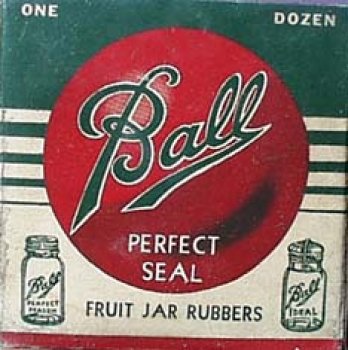 ONE DOZEN
Ball
PERFECT
SEAL
FRUIT JAR RUBBERS
Ball
PERFECT
MASON
Ball
IDEAL